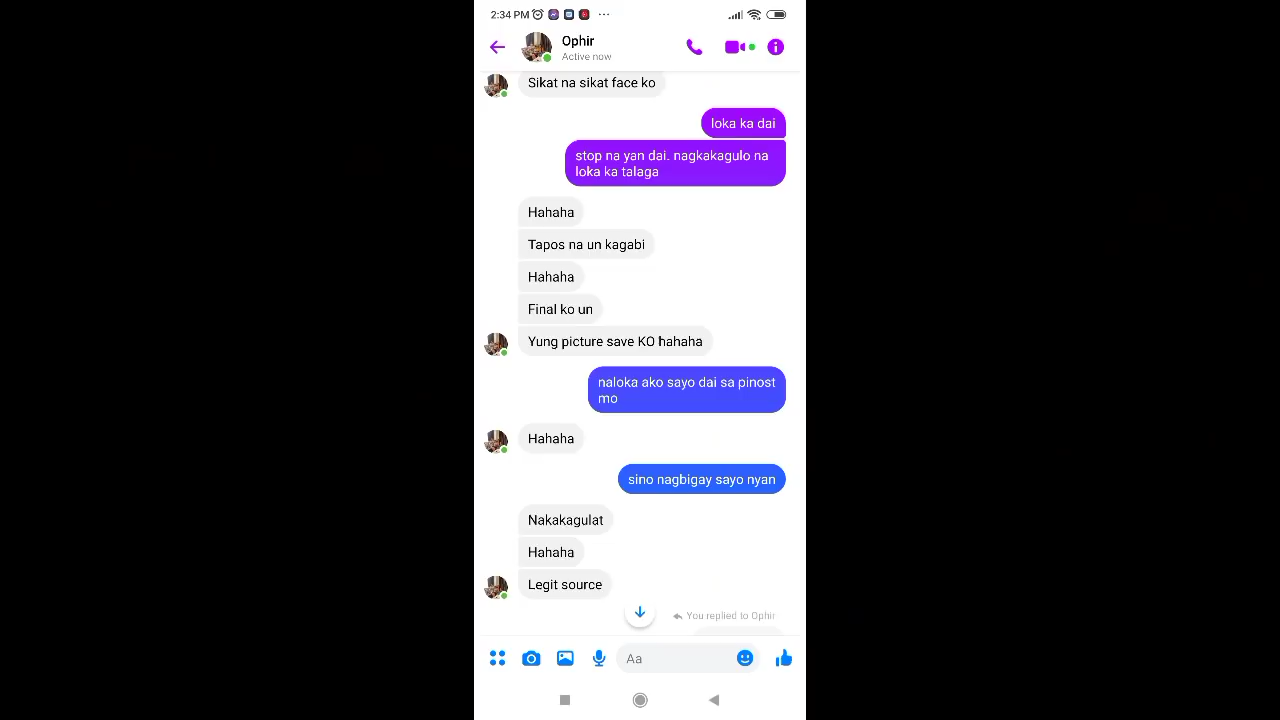 2:34 PM
Ophir
Active now
Sikat na sikat face ko
loka ka dai
stop na yan dai. nagkakagulo na
loka ka talaga
Hahaha
Tapos na un kagabi
Hahaha
Final ko un
Yung picture save KO hahaha
naloka ako sayo dai sa pinost
mo
Hahaha
sino nagbigay sayo nyan
Nakakagulat
Hahaha
Legit source
You replied to Ophir
Aa